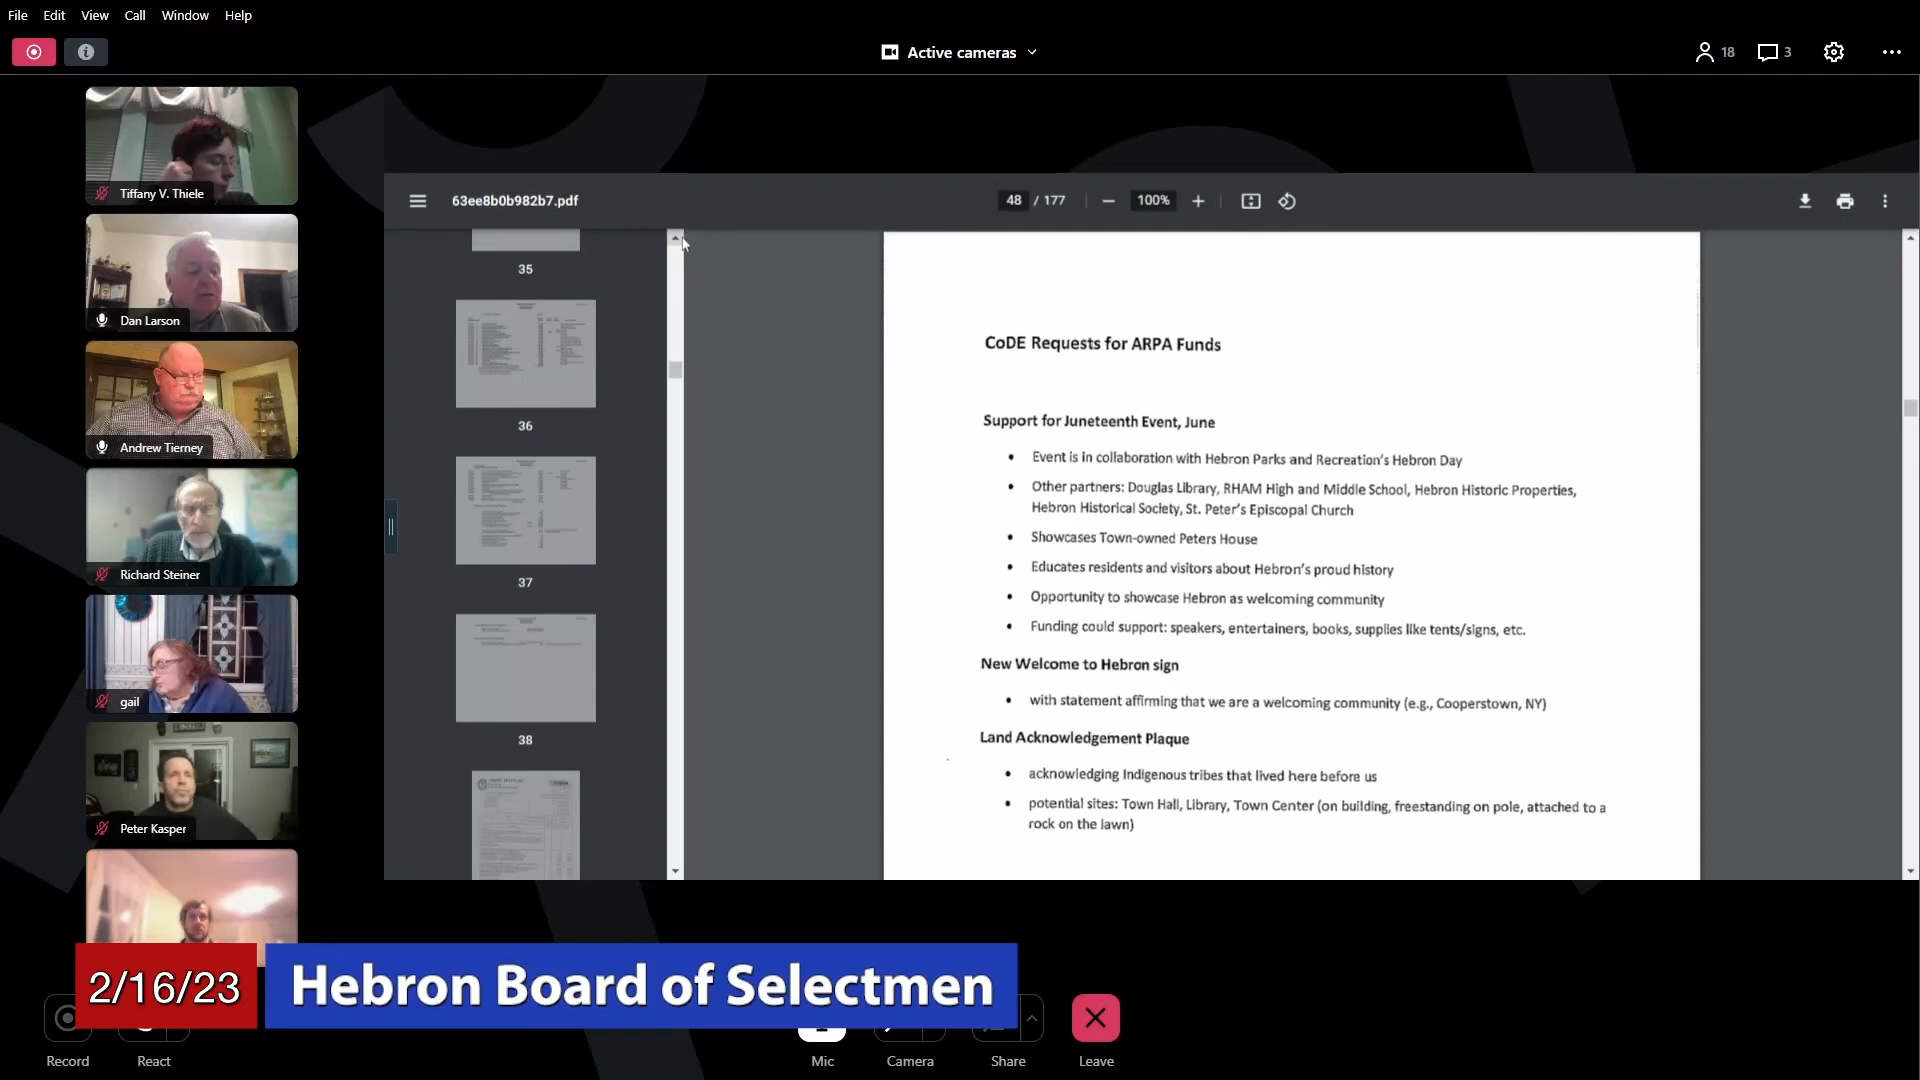 File Edit View Call Window Help
Active cameras
18
3
Tiffany V. Thiele
Dan Larson
Andrew Tierney
Richard Steiner
gail
Peter Kasper
63ee8b0b982b7.pdf
48 / 177
100%
35
36
37
38
CoDE Requests for ARPA Funds
Support for Juneteenth Event, June
• Event is in collaboration with Hebron Parks and Recreation's Hebron Day
• Other partners: Douglas Library, RHAM High and Middle School, Hebron Historic Properties,
Hebron Historical Society, St. Peter's Episcopal Church
• Showcases Town-owned Peters House
• Educates residents and visitors about Hebron's proud history
• Opportunity to showcase Hebron as welcoming community
• Funding could support: speakers, entertainers, books, supplies like tents/signs, etc.
New Welcome to Hebron sign
• with statement affirming that we are a welcoming community (e.g., Cooperstown, NY)
Land Acknowledgement Plaque
• acknowledging Indigenous tribes that lived here before us
• potential sites: Town Hall, Library, Town Center (on building, freestanding on pole, attached to a
rock on the lawn)
2/16/23 Hebron Board of Selectmen
Record React Mic Camera Share Leave